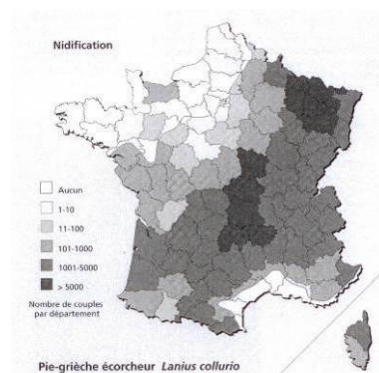 Nidification
Aucun
1-10
11-100
101-1000
1001-5000
> 5000
Nombre de couples
par département
Pie-grièche écorcheur Lanius collurio